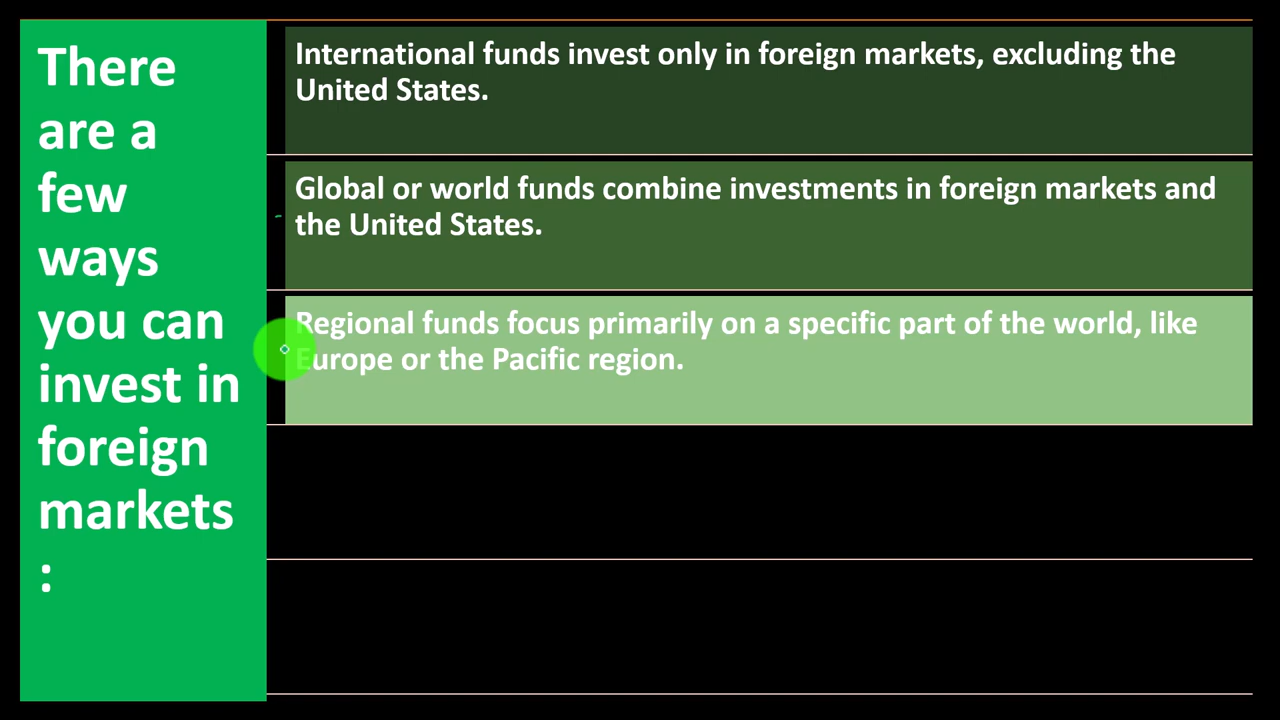 There
are a
few
ways
you can
invest in
foreign
markets
:
International funds invest only in foreign markets, excluding the
United States.
Global or world funds combine investments in foreign markets and
the United States.
Regional funds focus primarily on a specific part of the world, like
Europe or the Pacific region.